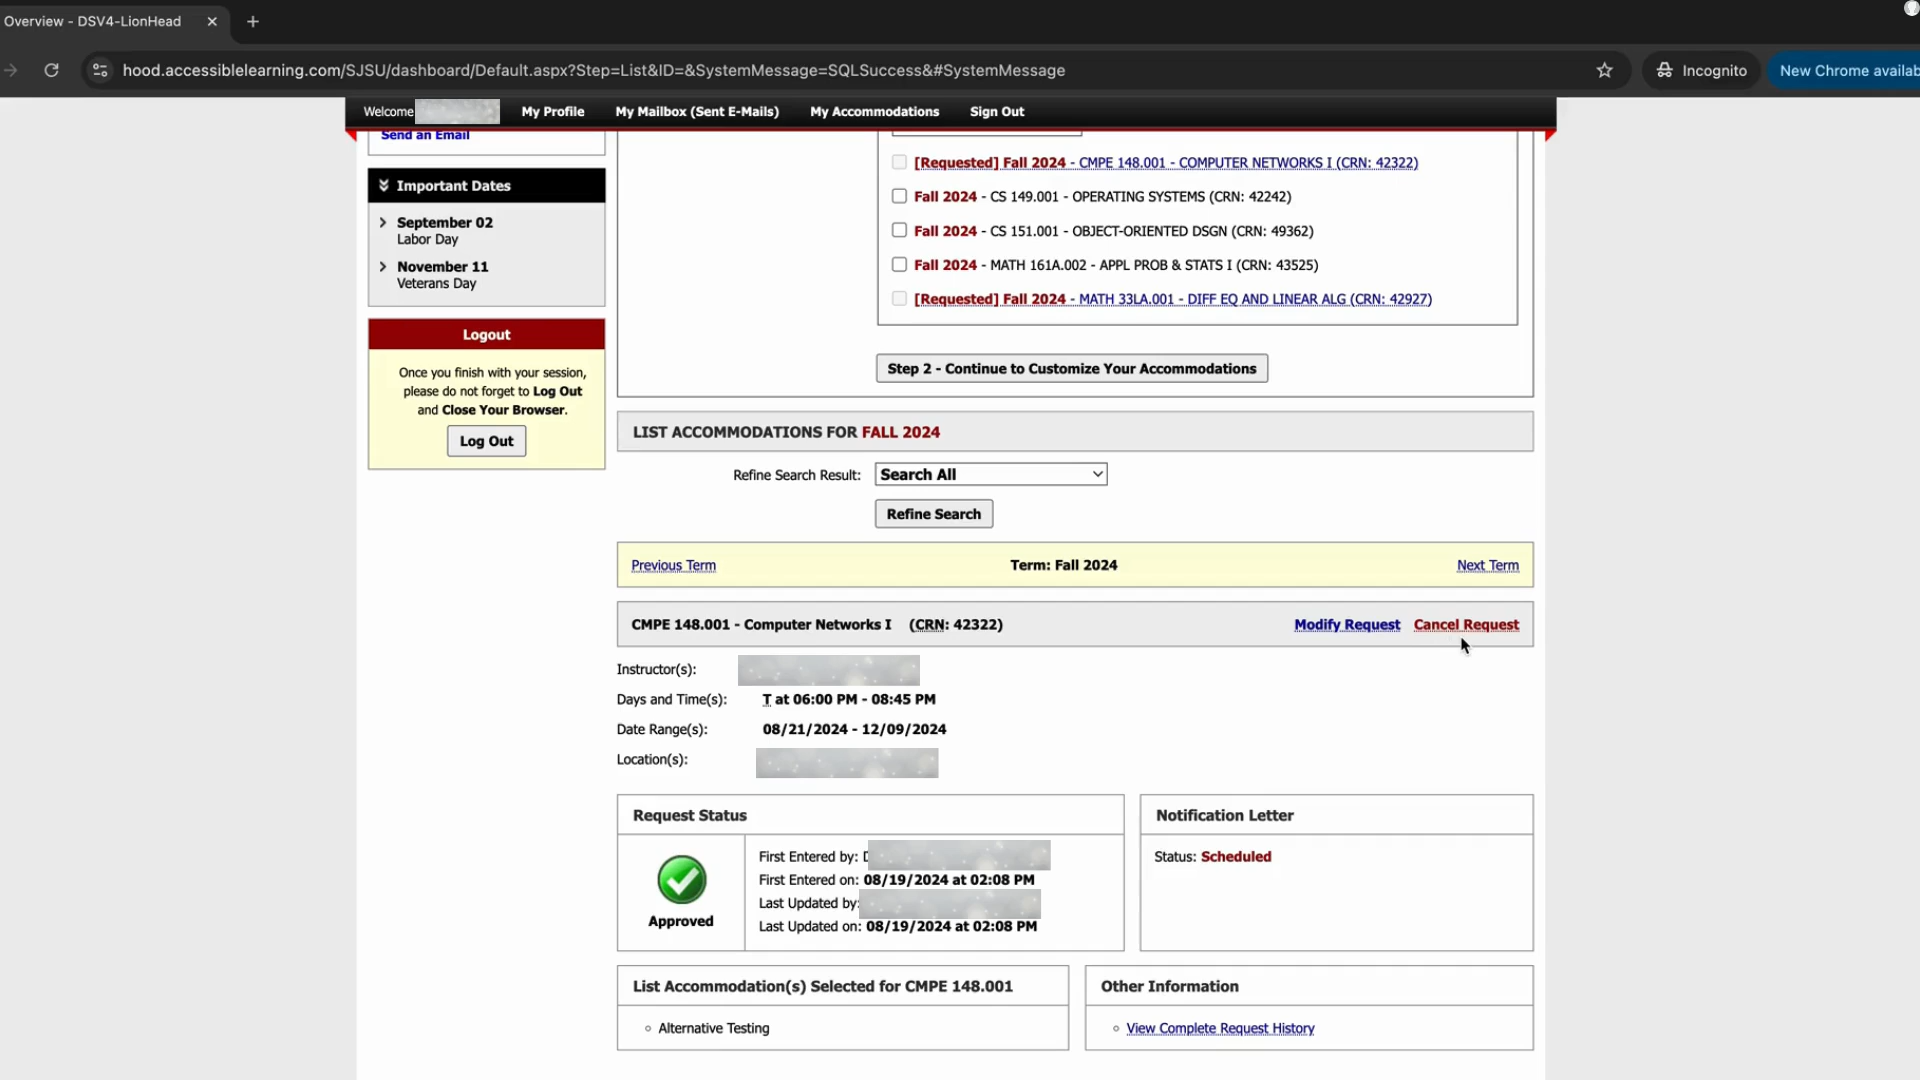 Overview - DSV4-LionHead
hood.accessiblelearning.com/SJSU/dashboard/Default.aspx?Step=List&ID=&SystemMessage=SQLSuccess&#SystemMessage
Incognito
New Chrome availab
Welcome
My Profile
My Mailbox (Sent E-Mails)
My Accommodations
Sign Out
Send an Email
Important Dates
September 02
Labor Day
November 11
Veterans Day
Logout
Once you finish with your session,
please do not forget to Log Out
and Close Your Browser.
Log Out
[Requested] Fall 2024 - CMPE 148.001 - COMPUTER NETWORKS I (CRN: 42322)
Fall 2024 - CS 149.001 - OPERATING SYSTEMS (CRN: 42242)
Fall 2024 - CS 151.001 - OBJECT-ORIENTED DSGN (CRN: 49362)
Fall 2024 - MATH 161A.002 - APPL PROB & STATS I (CRN: 43525)
[Requested] Fall 2024 - MATH 33LA.001 - DIFF EQ AND LINEAR ALG (CRN: 42927)
Step 2 - Continue to Customize Your Accommodations
LIST ACCOMMODATIONS FOR FALL 2024
Refine Search Result: Search All
Refine Search
Previous Term
Term: Fall 2024
Next Term
CMPE 148.001 - Computer Networks I (CRN: 42322)
Modify Request
Cancel Request
Instructor(s):
Days and Time(s): T at 06:00 PM - 08:45 PM
Date Range(s): 08/21/2024 - 12/09/2024
Location(s):
Request Status
Approved
First Entered by:
First Entered on: 08/19/2024 at 02:08 PM
Last Updated by:
Last Updated on: 08/19/2024 at 02:08 PM
Notification Letter
Status: Scheduled
List Accommodation(s) Selected for CMPE 148.001
Alternative Testing
Other Information
View Complete Request History